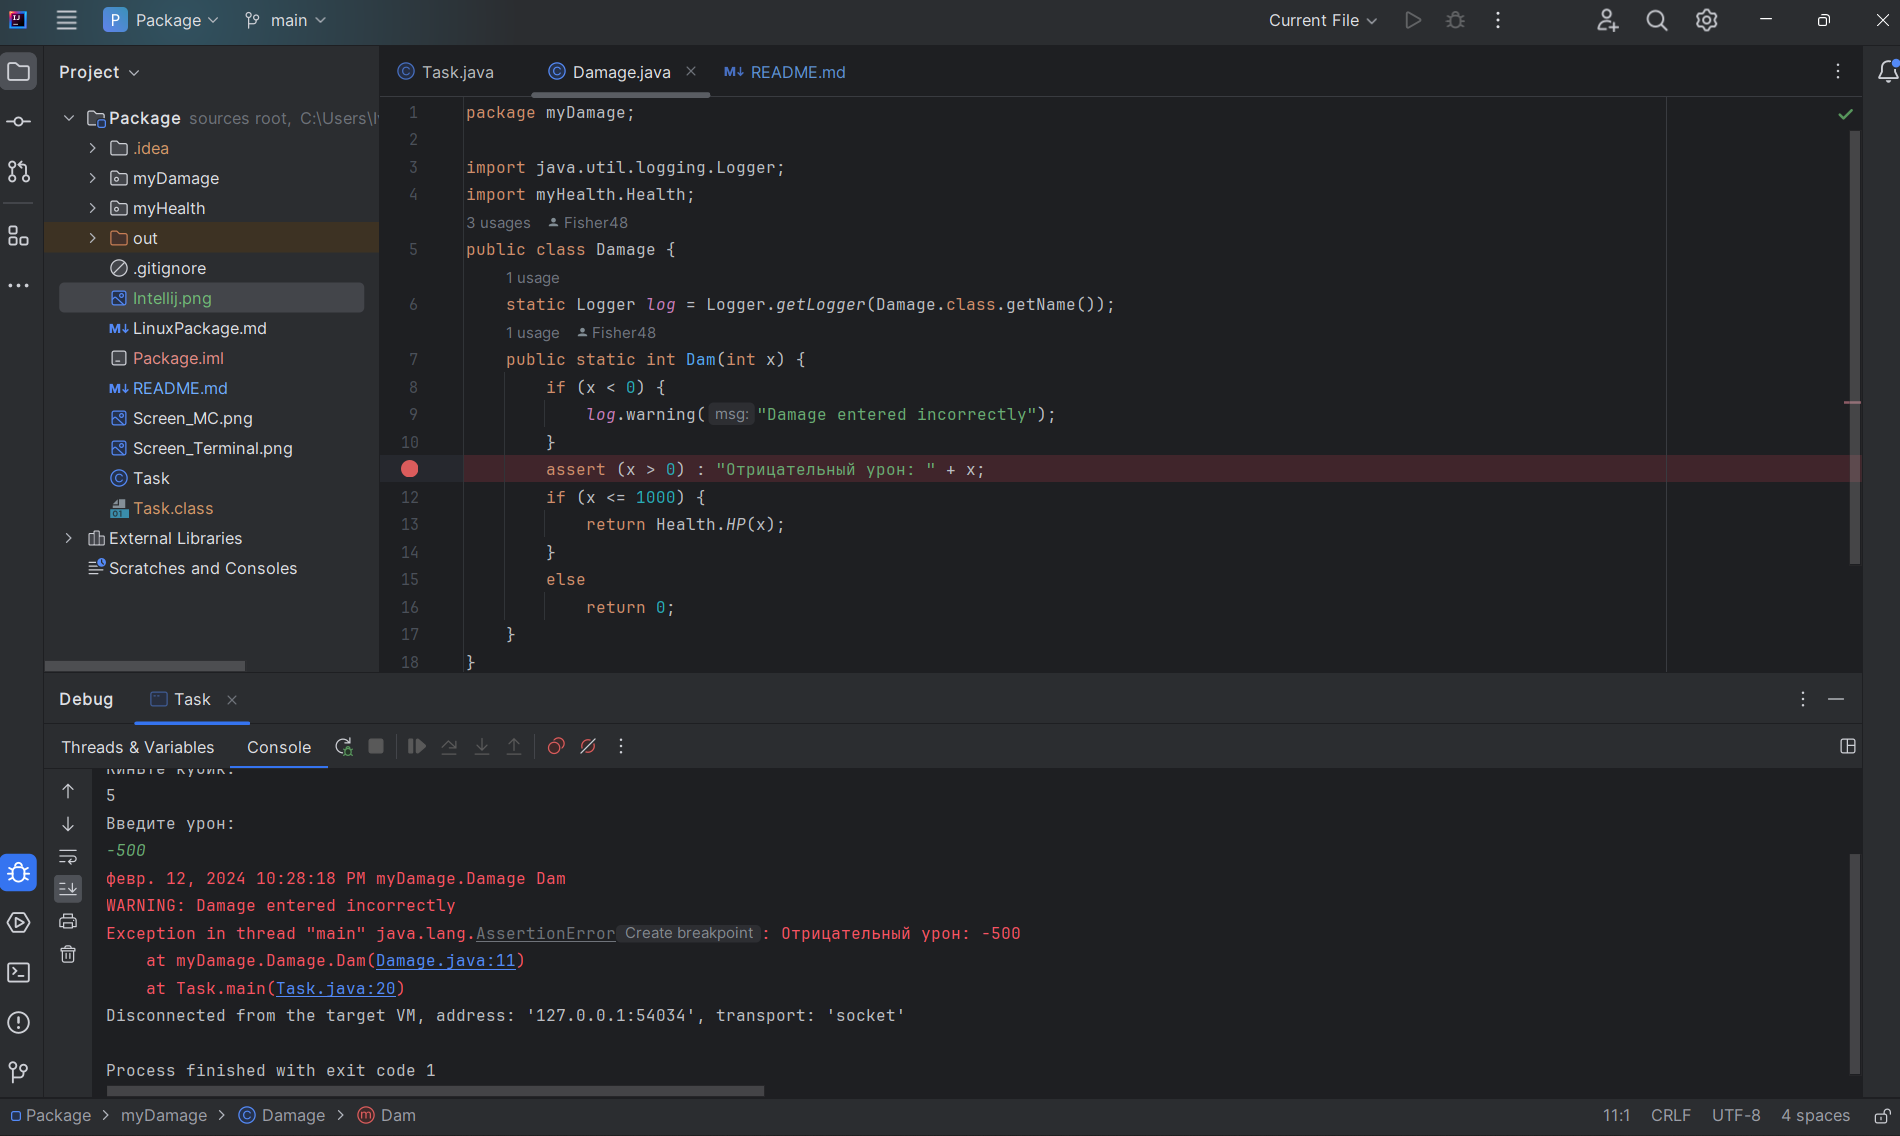 P Package main Current File
Project
Package sources root, C:\Users\
.idea
myDamage
myHealth
out
.gitignore
Intellij.png
M↓ LinuxPackage.md
Package.iml
M↓ README.md
Screen_MC.png
Screen_Terminal.png
Task
Task.class
External Libraries
Scratches and Consoles
Task.java Damage.java M↓ README.md
1 package myDamage;
2
3 import java.util.logging.Logger;
4 import myHealth.Health;
3 usages Fisher48
5 public class Damage {
1 usage
6 static Logger log = Logger.getLogger(Damage.class.getName());
1 usage Fisher48
7 public static int Dam(int x) {
8 if (x < 0) {
9 log.warning( msg: "Damage entered incorrectly");
10 }
assert (x > 0) : "Отрицательный урон: " + x;
12 if (x <= 1000) {
13 return Health.HP(x);
14 }
15 else
16 return 0;
17 }
18 }
Debug Task
Threads & Variables Console
Киньте кубик:
5
Введите урон:
-500
февр. 12, 2024 10:28:18 PM myDamage.Damage Dam
WARNING: Damage entered incorrectly
Exception in thread "main" java.lang.AssertionError Create breakpoint : Отрицательный урон: -500
at myDamage.Damage.Dam(Damage.java:11)
at Task.main(Task.java:20)
Disconnected from the target VM, address: '127.0.0.1:54034', transport: 'socket'
Process finished with exit code 1
Package > myDamage > Damage > Dam 11:1 CRLF UTF-8 4 spaces